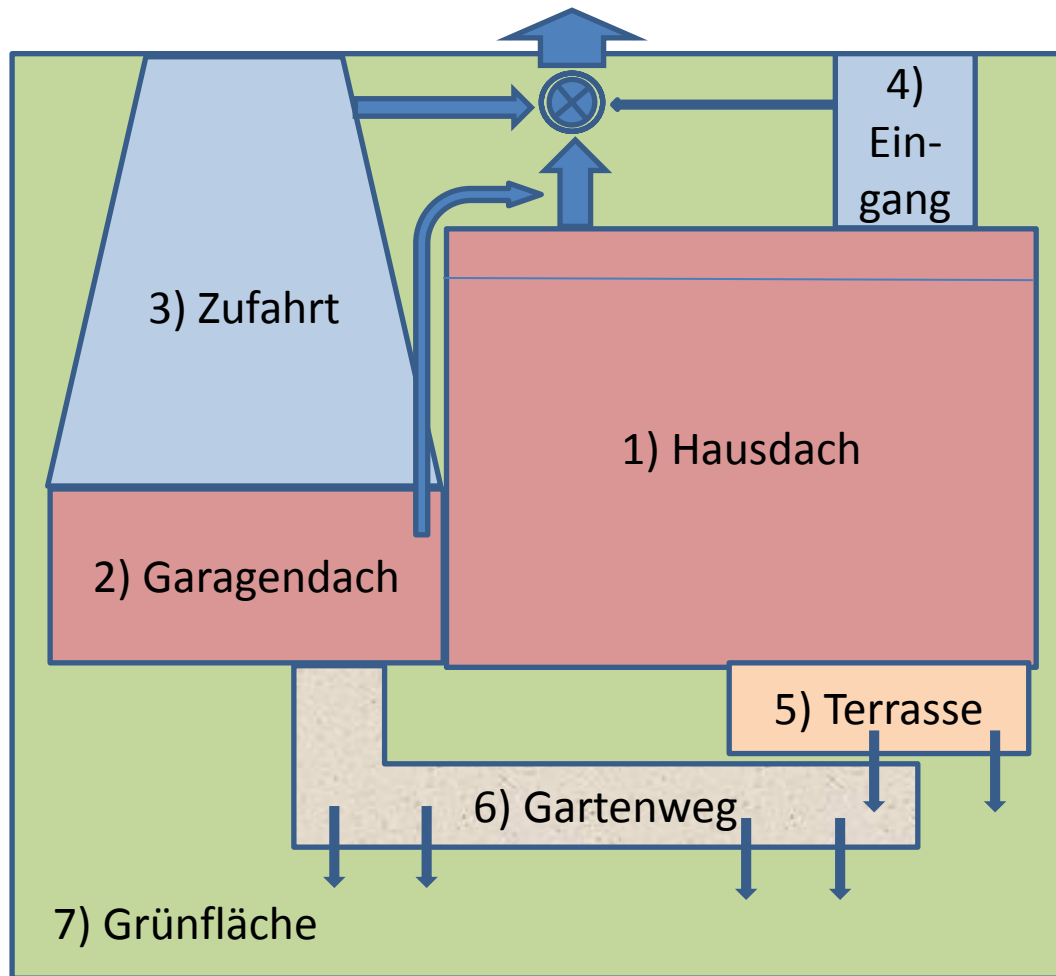 4)
Ein-
gang
3) Zufahrt
1) Hausdach
2) Garagendach
5) Terrasse
6) Gartenweg
7) Grünfläche